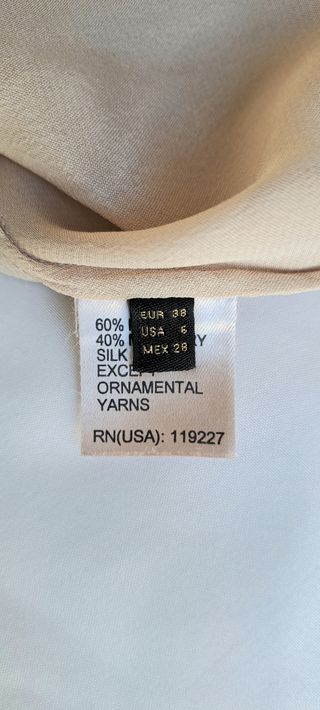 EUR 38
USA 6
MEX 28
60%
40%
SILK
EXCEPT
ORNAMENTAL
YARNS
RN(USA): 119227